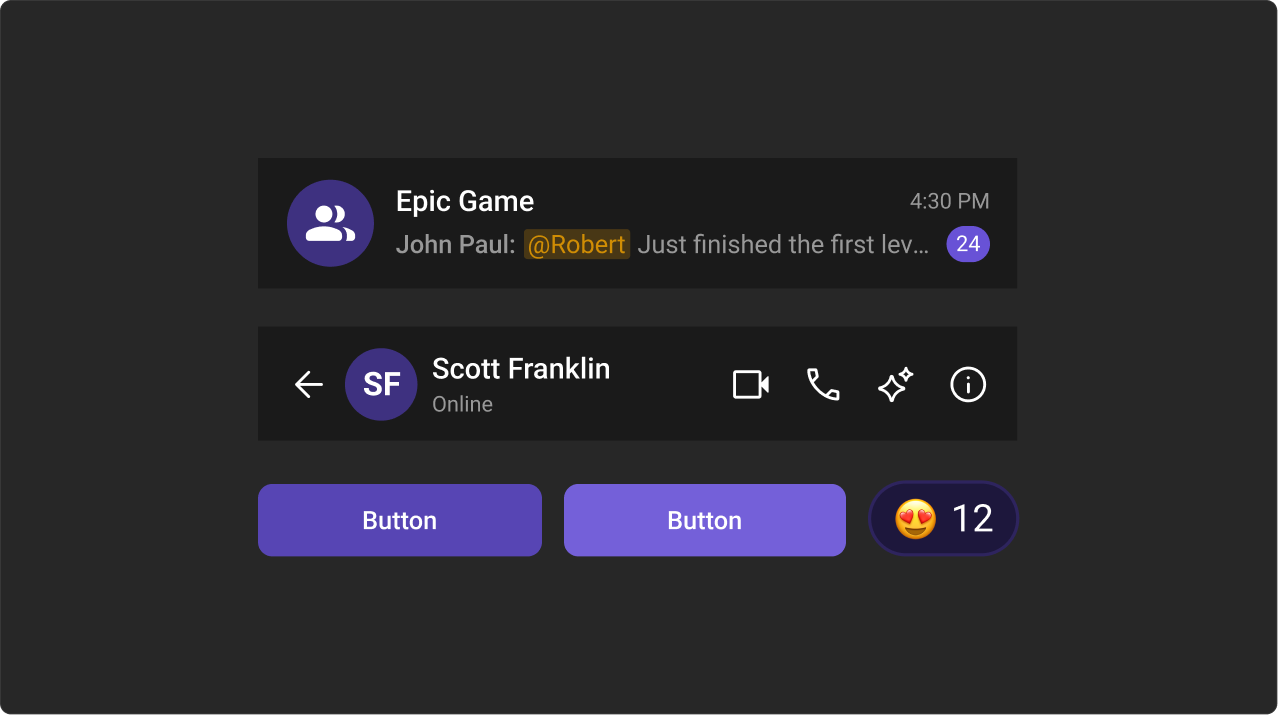 Epic Game
4:30 PM
John Paul: @Robert Just finished the first lev...
24
SF
Scott Franklin
Online
Button
Button
12